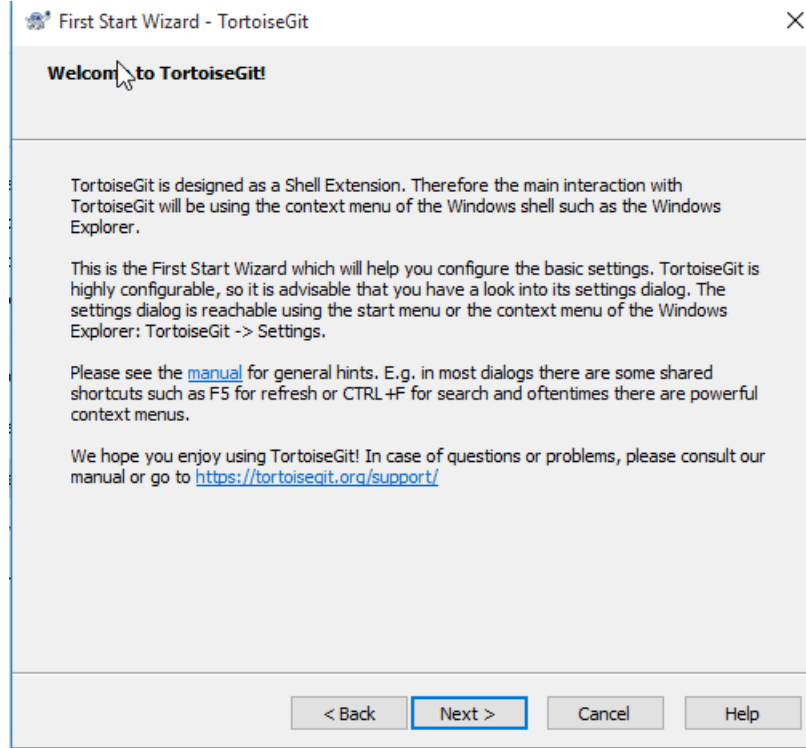 First Start Wizard - TortoiseGit
Welcome to TortoiseGit!
TortoiseGit is designed as a Shell Extension. Therefore the main interaction with
TortoiseGit will be using the context menu of the Windows shell such as the Windows
Explorer.
This is the First Start Wizard which will help you configure the basic settings. TortoiseGit is
highly configurable, so it is advisable that you have a look into its settings dialog. The
settings dialog is reachable using the start menu or the context menu of the Windows
Explorer: TortoiseGit -> Settings.
Please see the manual for general hints. E.g. in most dialogs there are some shared
shortcuts such as F5 for refresh or CTRL+F for search and oftentimes there are powerful
context menus.
We hope you enjoy using TortoiseGit! In case of questions or problems, please consult our
manual or go to https://tortoisegit.org/support/
< Back Next > Cancel Help